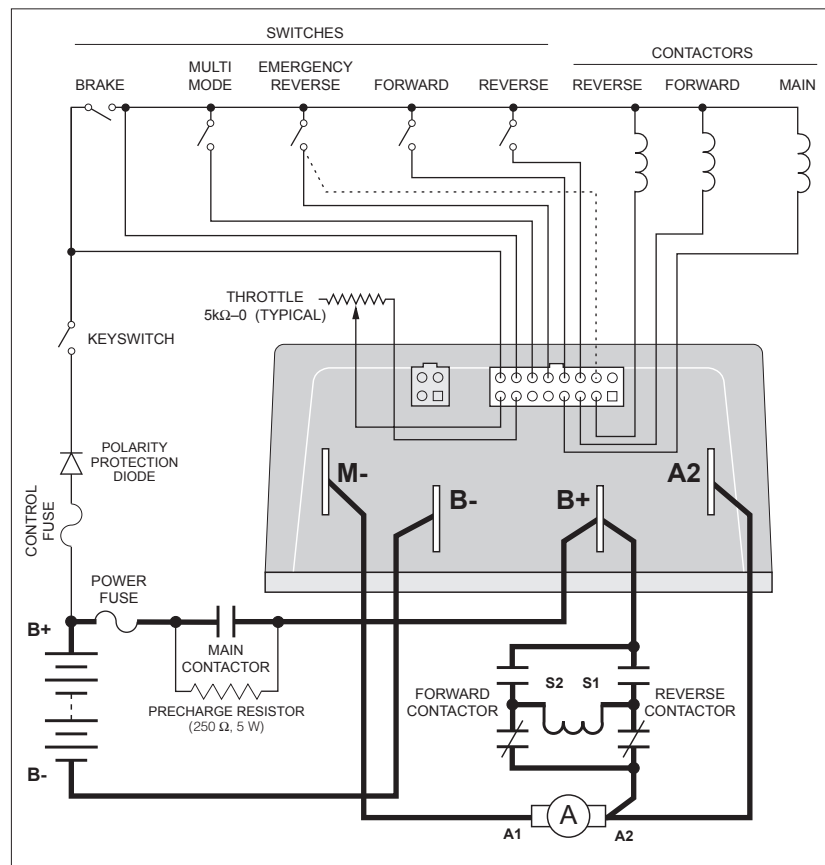 SWITCHES
CONTACTORS
BRAKE
MULTI
MODE
EMERGENCY
REVERSE
FORWARD
REVERSE
REVERSE
FORWARD
MAIN
THROTTLE
5kΩ–0 (TYPICAL)
KEYSWITCH
POLARITY
PROTECTION
DIODE
CONTROL
FUSE
M-
B-
B+
A2
POWER
FUSE
B+
MAIN
CONTACTOR
PRECHARGE RESISTOR
(250 Ω, 5 W)
B-
FORWARD
CONTACTOR
S2
S1
REVERSE
CONTACTOR
A
A1
A2